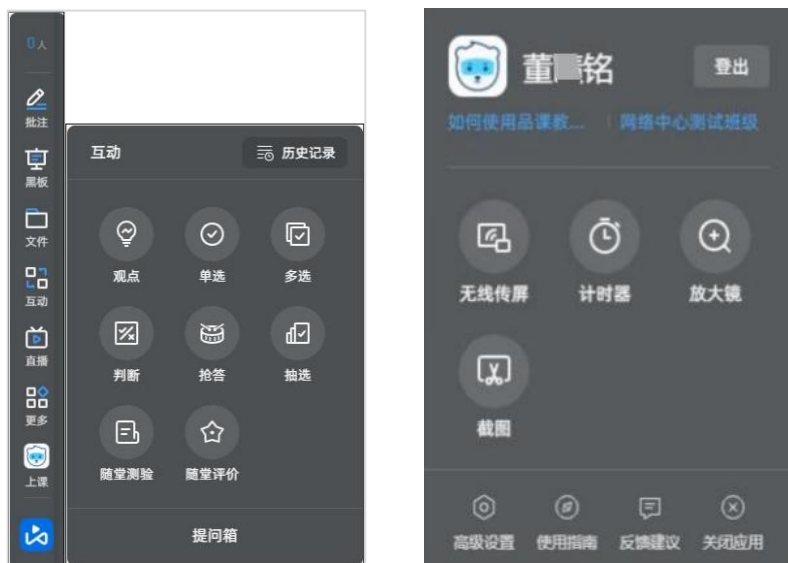 0人
批注
黑板
文件
互动
直播
更多
上课
互动
历史记录
观点 单选 多选
判断 抢答 抽选
随堂测验 随堂评价
提问箱
董 铭
登出
如何使用品课教... 网络中心测试班级
无线传屏 计时器 放大镜
截图
高级设置 使用指南 反馈建议 关闭应用